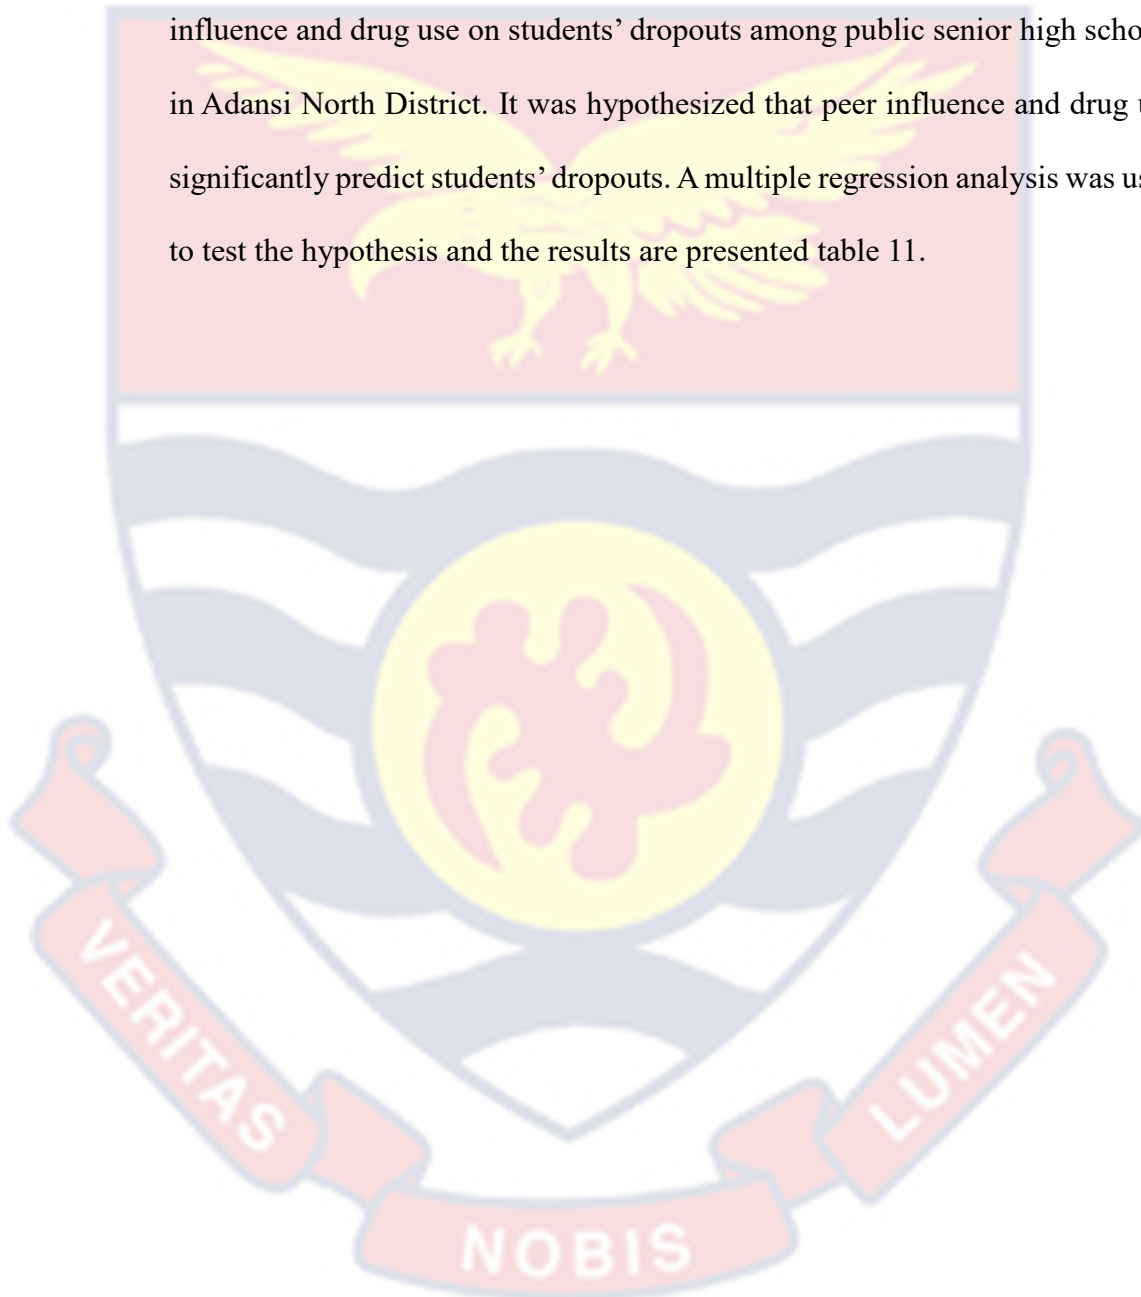 influence and drug use on students’ dropouts among public senior high
in Adansi North District. It was hypothesized that peer influence and drug
significantly predict students’ dropouts. A multiple regression analysis was
to test the hypothesis and the results are presented table 11.
VERITAS
NOBIS
LUMEN